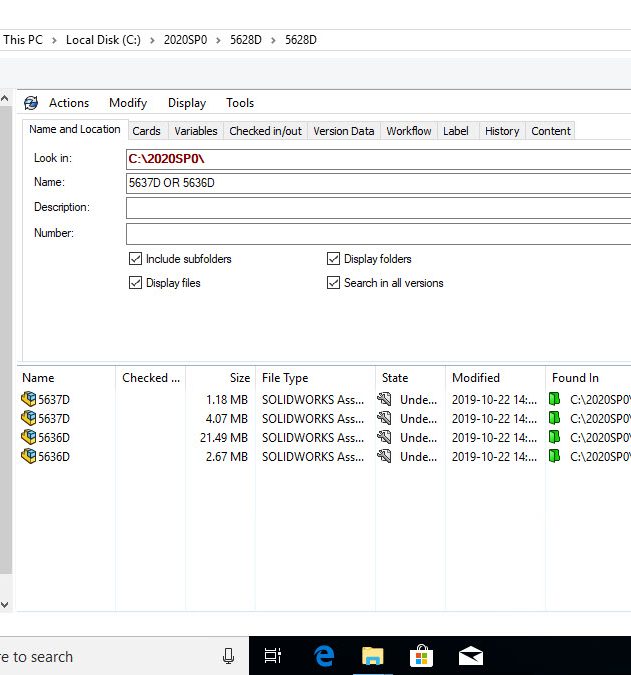 This PC > Local Disk (C:) > 2020SP0 > 5628D > 5628D
Actions Modify Display Tools
Name and Location Cards Variables Checked in/out Version Data Workflow Label History Content
Look in: C:\2020SP0\
Name: 5637D OR 5636D
Description:
Number:
Include subfolders Display folders
Display files Search in all versions
Name Checked ... Size File Type State Modified Found In
5637D 1.18 MB SOLIDWORKS Ass... Unde... 2019-10-22 14:... C:\2020SP0\
5637D 4.07 MB SOLIDWORKS Ass... Unde... 2019-10-22 14:... C:\2020SP0\
5636D 21.49 MB SOLIDWORKS Ass... Unde... 2019-10-22 14:... C:\2020SP0\
5636D 2.67 MB SOLIDWORKS Ass... Unde... 2019-10-22 14:... C:\2020SP0\
re to search